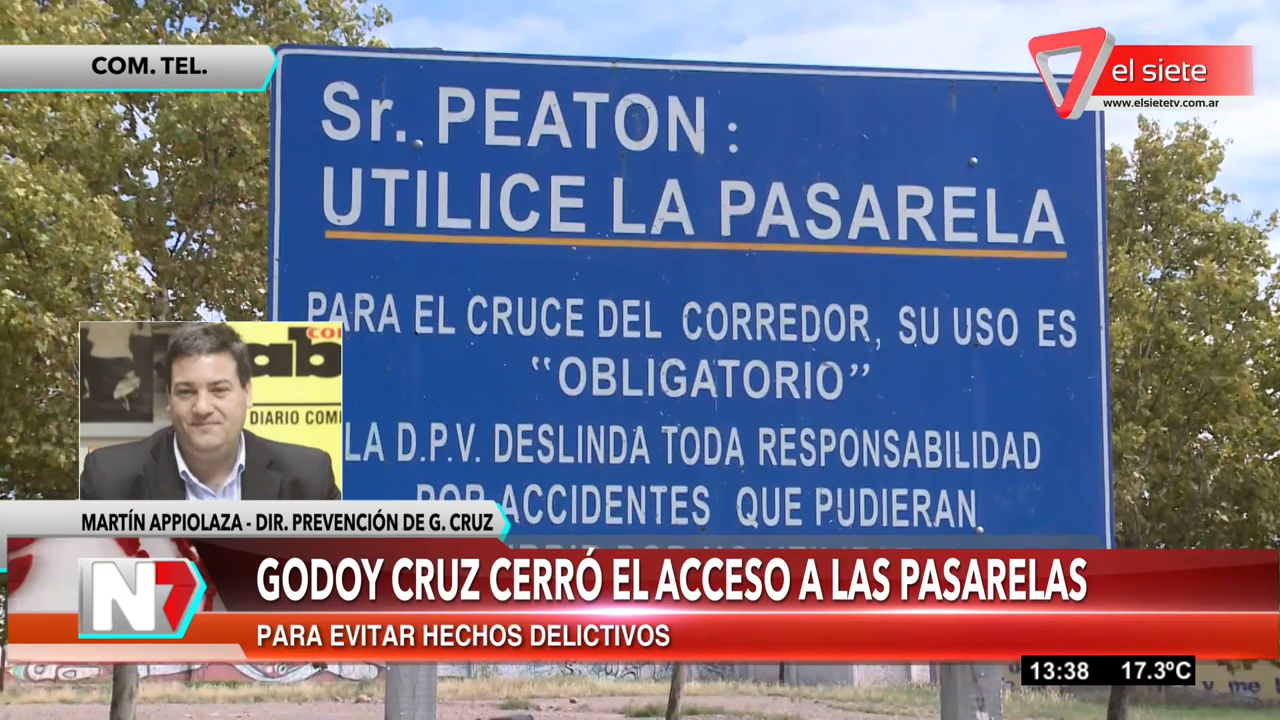 COM. TEL.
el siete
www.elsietetv.com.ar
Sr. PEATON :
UTILICE LA PASARELA
PARA EL CRUCE DEL CORREDOR, SU USO ES
“OBLIGATORIO”
LA D.P.V. DESLINDA TODA RESPONSABILIDAD
POR ACCIDENTES QUE PUDIERAN
DIARIO COM
MARTÍN APPIOLAZA - DIR. PREVENCIÓN DE G. CRUZ
N7
GODOY CRUZ CERRÓ EL ACCESO A LAS PASARELAS
PARA EVITAR HECHOS DELICTIVOS
13:38 17.3°C
y me